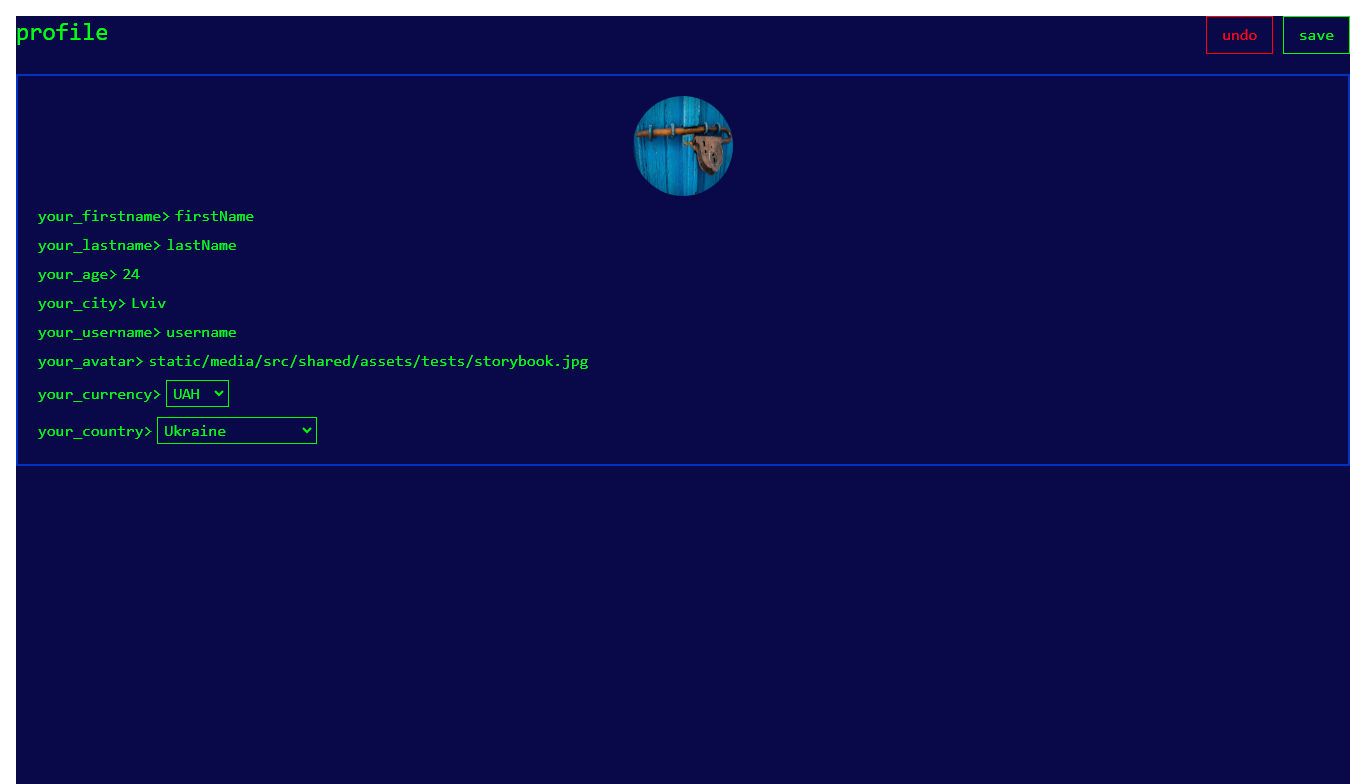 profile
undo
save
your_firstname> firstName
your_lastname> lastName
your_age> 24
your_city> Lviv
your_username> username
your_avatar> static/media/src/shared/assets/tests/storybook.jpg
your_currency> UAH
your_country> Ukraine